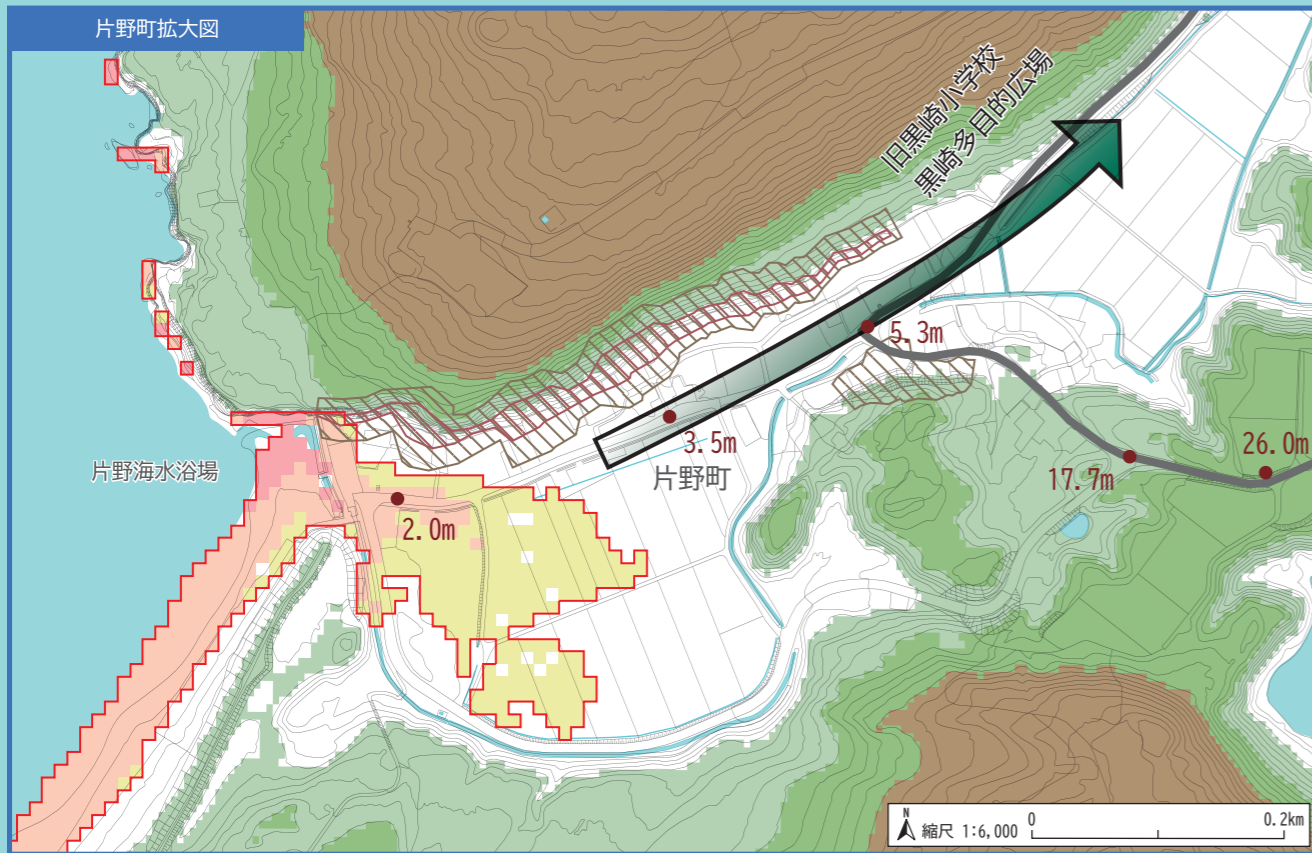 片野町拡大図
旧黒崎小学校
黒崎多目的広場
5.3m
3.5m
片野町
26.0m
17.7m
片野海水浴場
2.0m
N
縮尺 1:6,000
0
0.2km